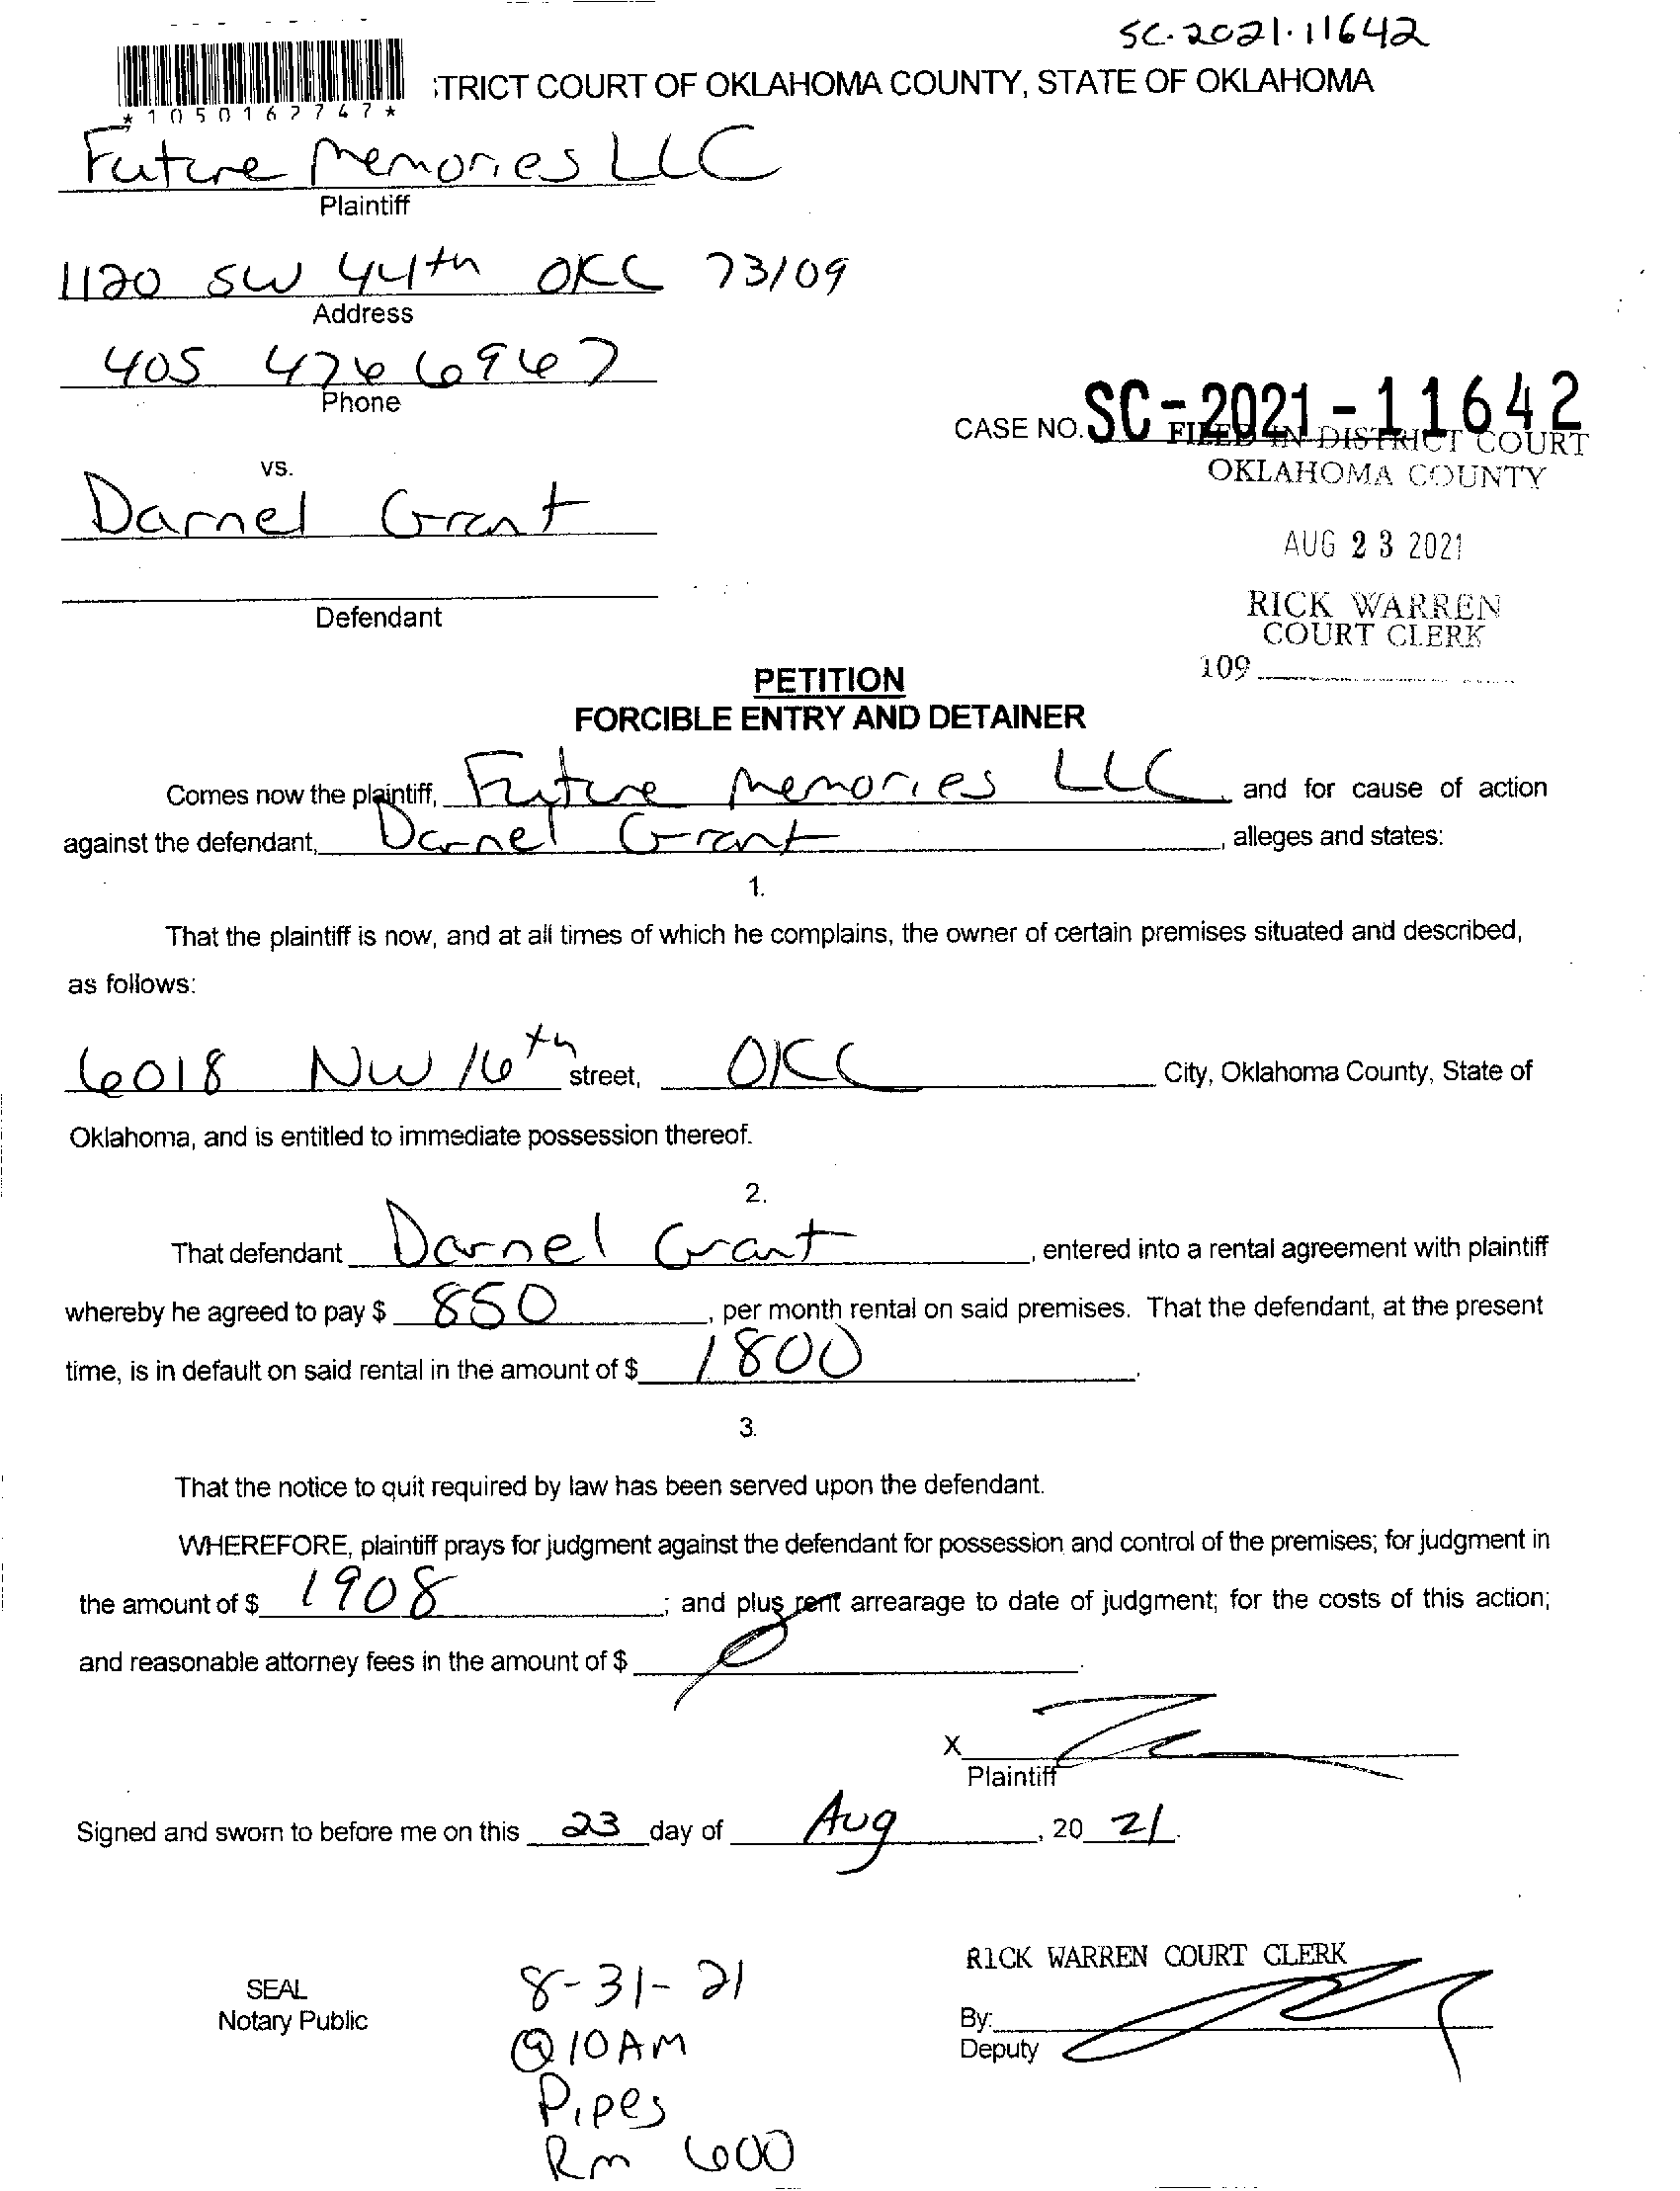 SC-2021-11642
*1050167747*
TRICT COURT OF OKLAHOMA COUNTY, STATE OF OKLAHOMA
Future Memories LLC
Plaintiff
1120 SW 44th OKC 73109
Address
405 476 6967
Phone
CASE NO. SC-2021-11642
FILED IN DISTRICT COURT
OKLAHOMA COUNTY
vs.
Darnel Grant
AUG 23 2021
Defendant
RICK WARREN
COURT CLERK
109
PETITION
FORCIBLE ENTRY AND DETAINER
Comes now the plaintiff, Future Memories LLC, and for cause of action
against the defendant, Darnel Grant, alleges and states:
1.
That the plaintiff is now, and at all times of which he complains, the owner of certain premises situated and described,
as follows:
6018 NW 16th street, OKC City, Oklahoma County, State of
Oklahoma, and is entitled to immediate possession thereof.
2.
That defendant Darnel Grant, entered into a rental agreement with plaintiff
whereby he agreed to pay $ 850, per month rental on said premises. That the defendant, at the present
time, is in default on said rental in the amount of $ 1800.
3.
That the notice to quit required by law has been served upon the defendant.
WHEREFORE, plaintiff prays for judgment against the defendant for possession and control of the premises; for judgment in
the amount of $ 1908; and plus rent arrearage to date of judgment; for the costs of this action;
and reasonable attorney fees in the amount of $ .
X
Plaintiff
Signed and sworn to before me on this 23 day of Aug, 20 21.
SEAL
Notary Public
8-31-21
@ 10AM
Pipes
Rm 600
RICK WARREN COURT CLERK
By:
Deputy